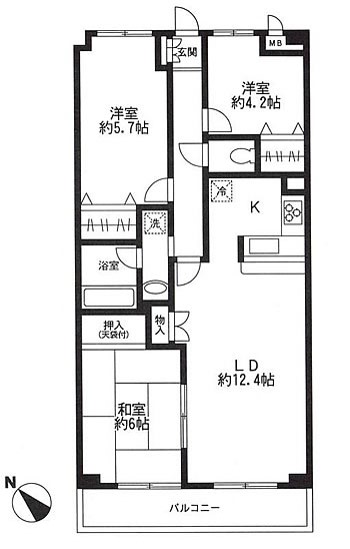 玄関
MB
洋室
約5.7帖
洋室
約4.2帖
洗
冷
K
浴室
押入
(天袋付)
物入
LD
約12.4帖
和室
約6帖
N
バルコニー